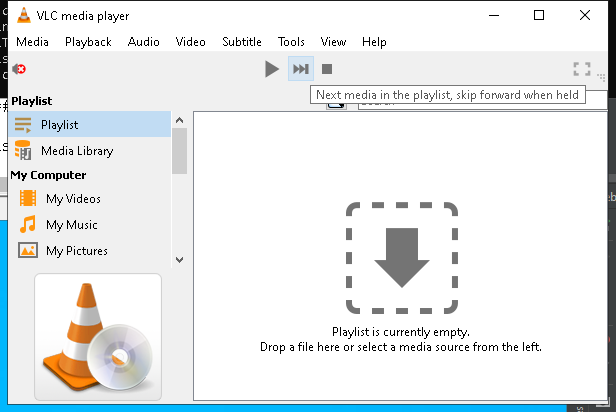 VLC media player
Media Playback Audio Video Subtitle Tools View Help
Next media in the playlist, skip forward when held
Playlist
Playlist
Media Library
My Computer
My Videos
My Music
My Pictures
Playlist is currently empty.
Drop a file here or select a media source from the left.